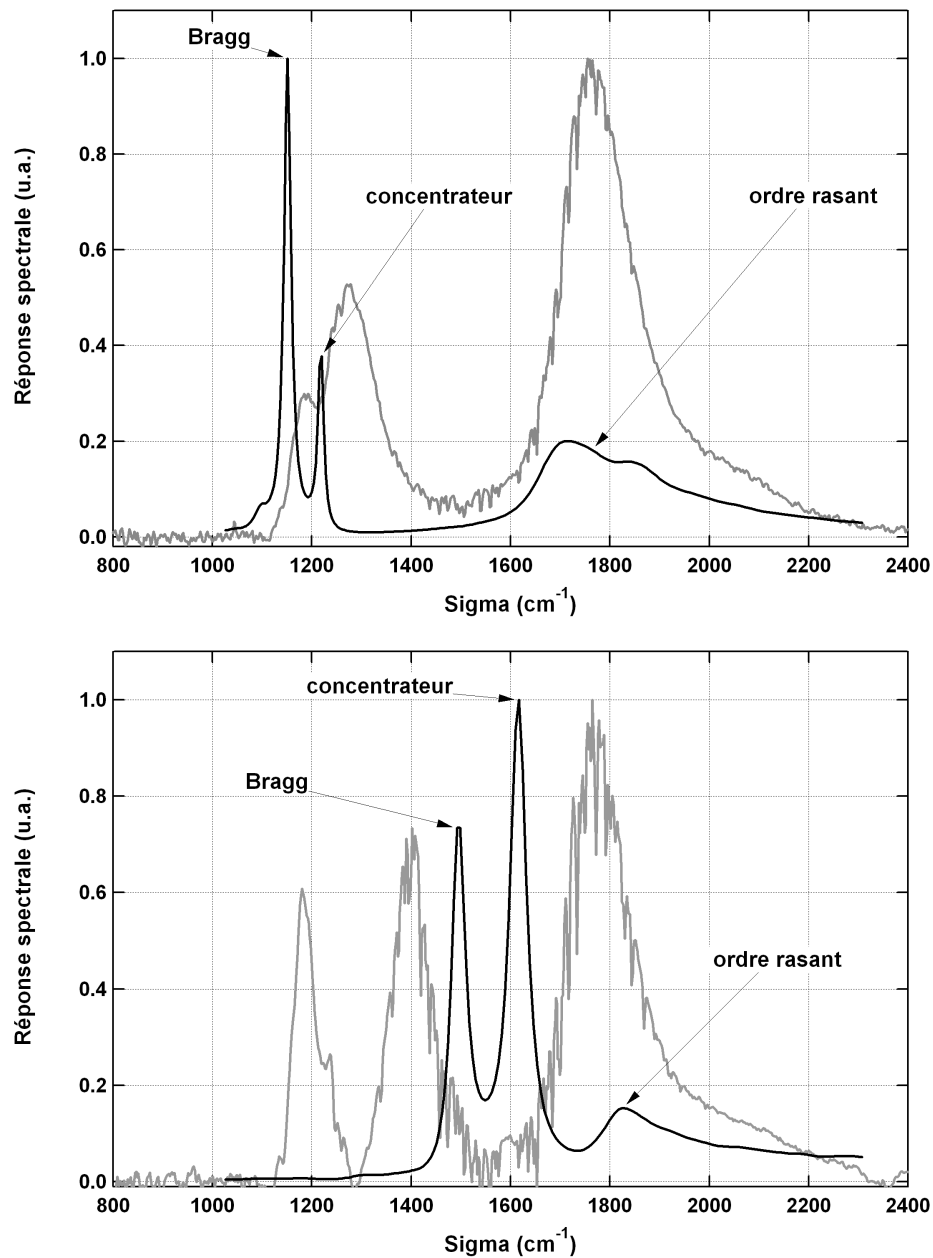 Bragg
1.0
0.8
concentrateur
ordre rasant
0.6
0.4
0.2
0.0
Réponse spectrale (u.a.)
800 1000 1200 1400 1600 1800 2000 2200 2400
Sigma (cm-1)
concentrateur
1.0
Bragg
0.8
0.6
ordre rasant
0.4
0.2
0.0
Réponse spectrale (u.a.)
800 1000 1200 1400 1600 1800 2000 2200 2400
Sigma (cm-1)